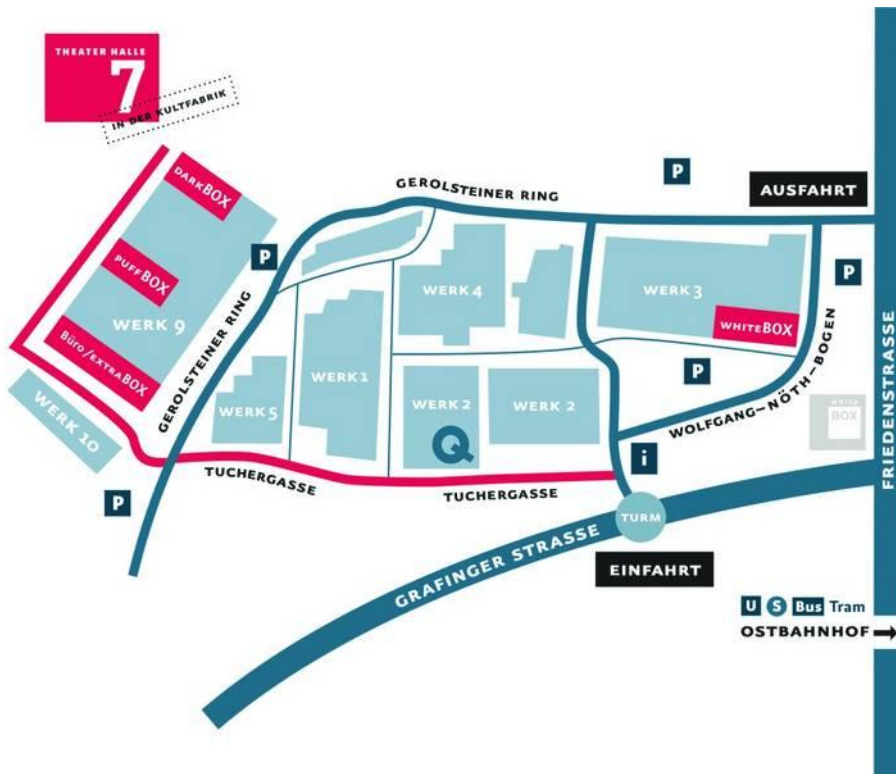 THEATER HALLE
7
IN DER KULTFABRIK
P
GEROLSTEINER RING
AUSFAHRT
DARKBOX
P
P
PUFFBOX
WERK 4
WERK 3
WERK 9
WHITEBOX
Büro/EXTRABOX
GEROLSTEINER RING
WERK 1
P
WOLFGANG-NÖTH-BOGEN
FRIEDENSTRASSE
WERK 10
WERK 5
WERK 2
WERK 2
white
BOX
Q
i
TUCHERGASSE
TUCHERGASSE
P
TURM
GRAFINGER STRASSE
EINFAHRT
U S Bus Tram
OSTBAHNHOF